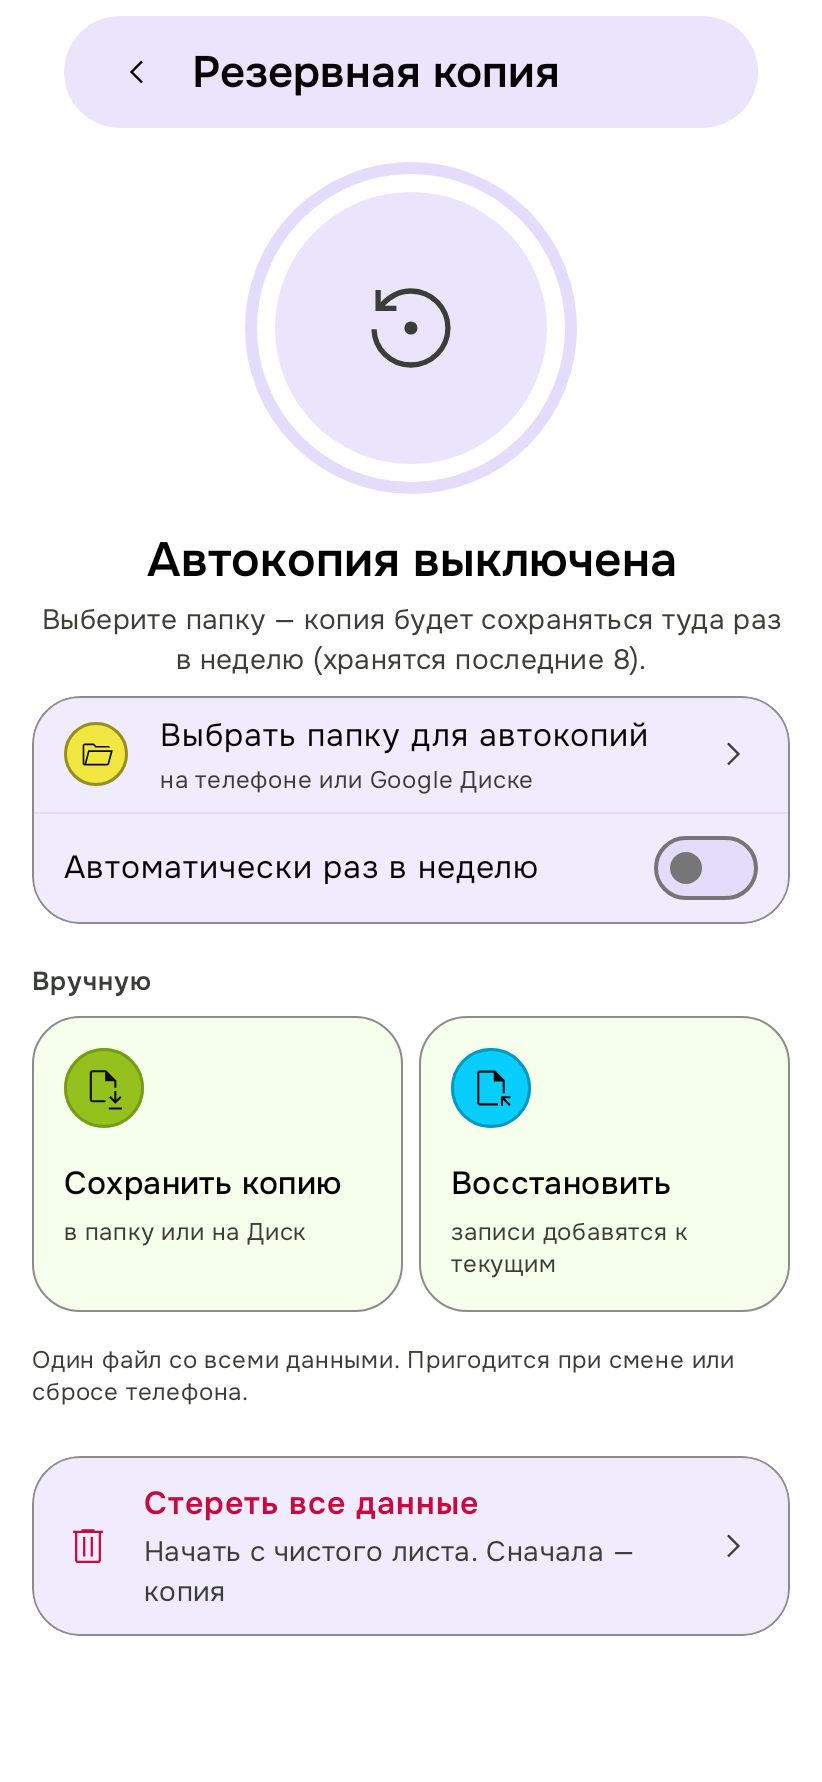 Резервная копия
Автокопия выключена
Выберите папку — копия будет сохраняться туда раз
в неделю (хранятся последние 8).
Выбрать папку для автокопий
на телефоне или Google Диске
Автоматически раз в неделю
Вручную
Сохранить копию
в папку или на Диск
Восстановить
записи добавятся к
текущим
Один файл со всеми данными. Пригодится при смене или
сбросе телефона.
Стереть все данные
Начать с чистого листа. Сначала —
копия